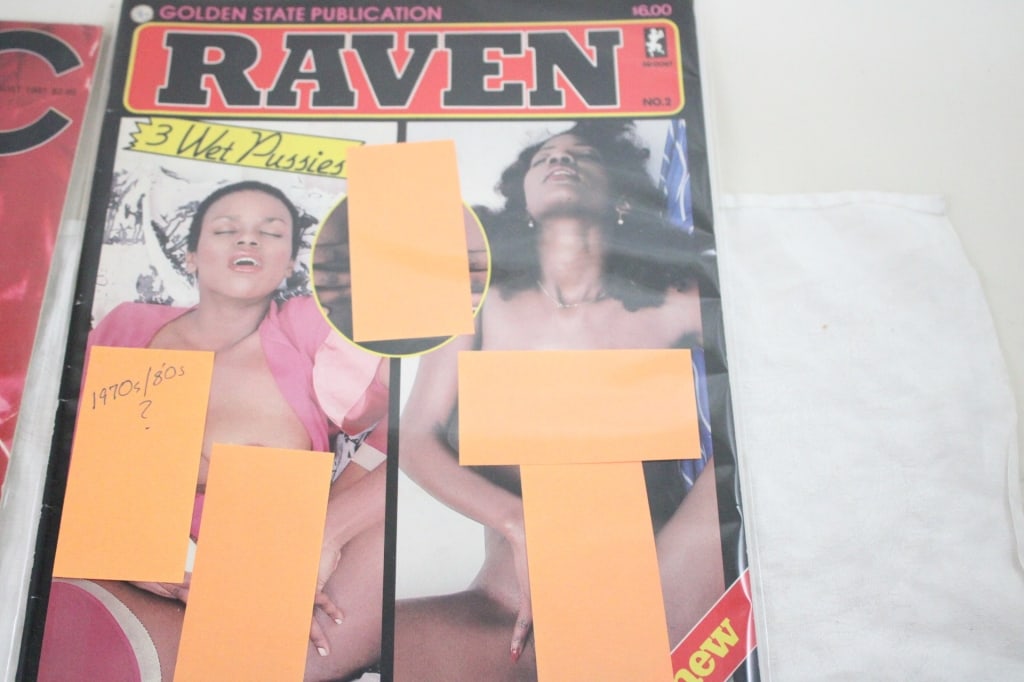 GOLDEN STATE PUBLICATION
$6.00
RAVEN
NO.2
3 Wet Pussies
1970s/'80s
?
new
C